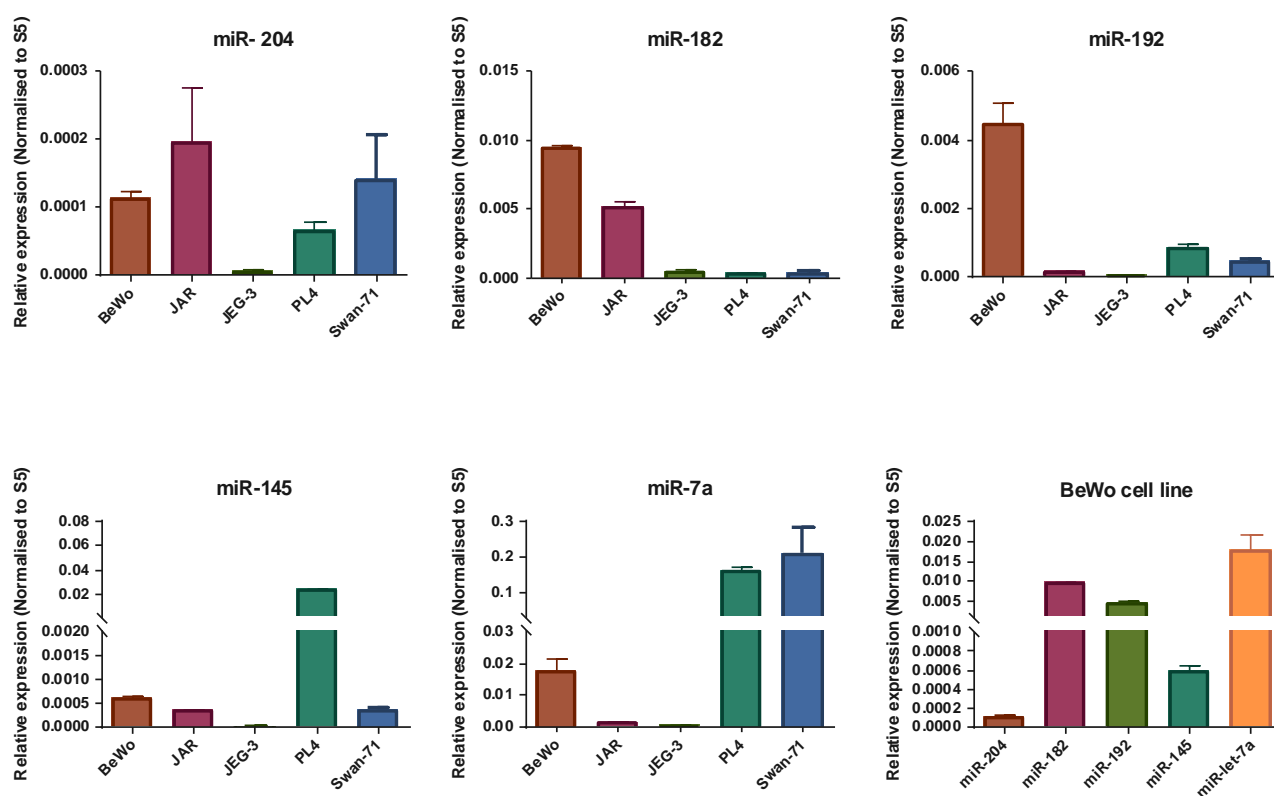 miR- 204
Relative expression (Normalised to S5)
0.0003
0.0002
0.0001
0.0000
BeWo
JAR
JEG-3
PL4
Swan-71
miR-182
Relative expression (Normalised to S5)
0.015
0.010
0.005
0.000
BeWo
JAR
JEG-3
PL4
Swan-71
miR-192
Relative expression (Normalised to S5)
0.006
0.004
0.002
0.000
BeWo
JAR
JEG-3
PL4
Swan-71
miR-145
Relative expression (Normalised to S5)
0.08
0.06
0.04
0.02
0.0020
0.0015
0.0010
0.0005
0.0000
BeWo
JAR
JEG-3
PL4
Swan-71
miR-7a
Relative expression (Normalised to S5)
0.3
0.2
0.1
0.03
0.02
0.01
0.00
BeWo
JAR
JEG-3
PL4
Swan-71
BeWo cell line
Relative expression (Normalised to S5)
0.025
0.020
0.015
0.010
0.005
0.0010
0.0008
0.0006
0.0004
0.0002
0.0000
miR-204
miR-182
miR-192
miR-145
miR-let-7a